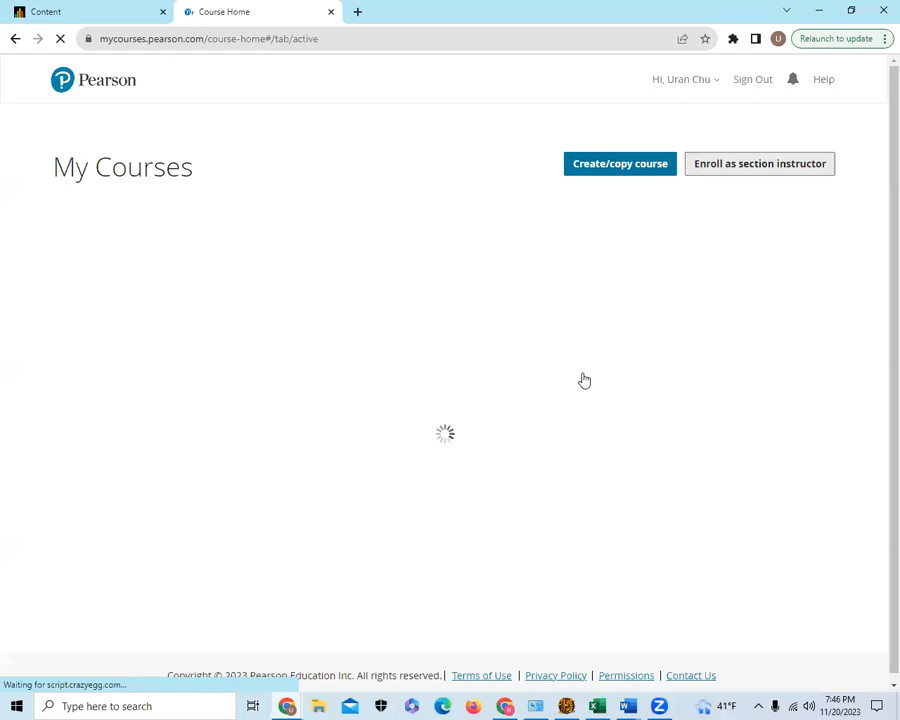 Content
Course Home
mycourses.pearson.com/course-home#/tab/active
U
Relaunch to update
Pearson
Hi, Uran Chu
Sign Out
Help
My Courses
Create/copy course
Enroll as section instructor
Copyright © 2023 Pearson Education Inc. All rights reserved. | Terms of Use | Privacy Policy | Permissions | Contact Us
Waiting for script.crazyegg.com...
Type here to search
41°F
7:46 PM
11/20/2023